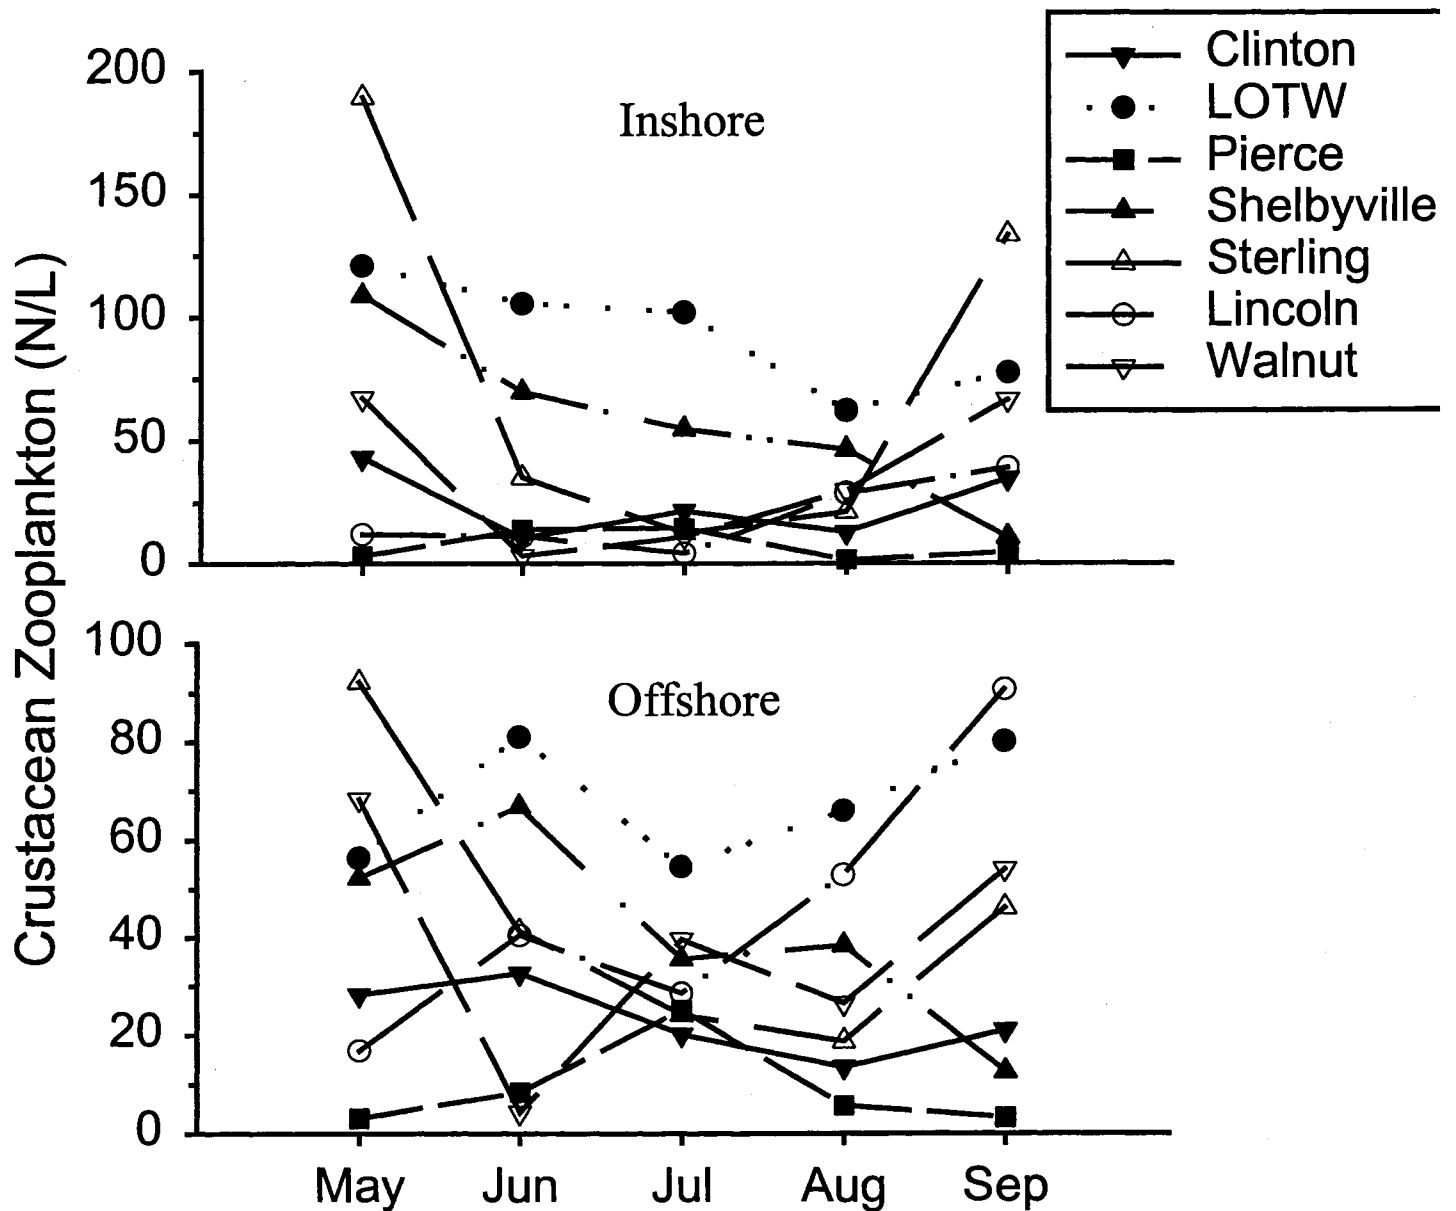 Clinton
LOTW
Pierce
Shelbyville
Sterling
Lincoln
Walnut
Inshore
200
150
100
50
0
Crustacean Zooplankton (N/L)
Offshore
100
80
60
40
20
0
May Jun Jul Aug Sep